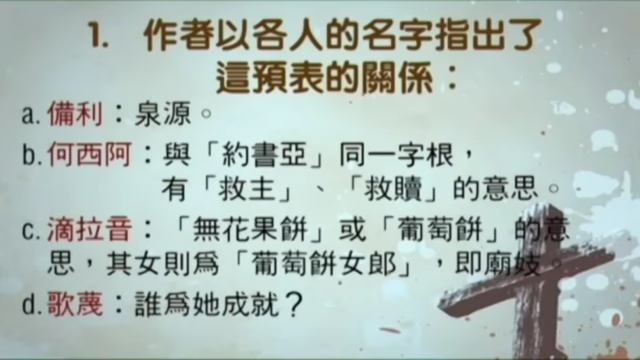 1. 作者以各人的名字指出了
這預表的關係：
a. 備利：泉源。
b. 何西阿：與「約書亞」同一字根，
有「救主」、「救贖」的意思。
c. 滴拉音：「無花果餅」或「葡萄餅」的意
思，其女則為「葡萄餅女郎」，即廟妓。
d. 歌蔑：誰為她成就？